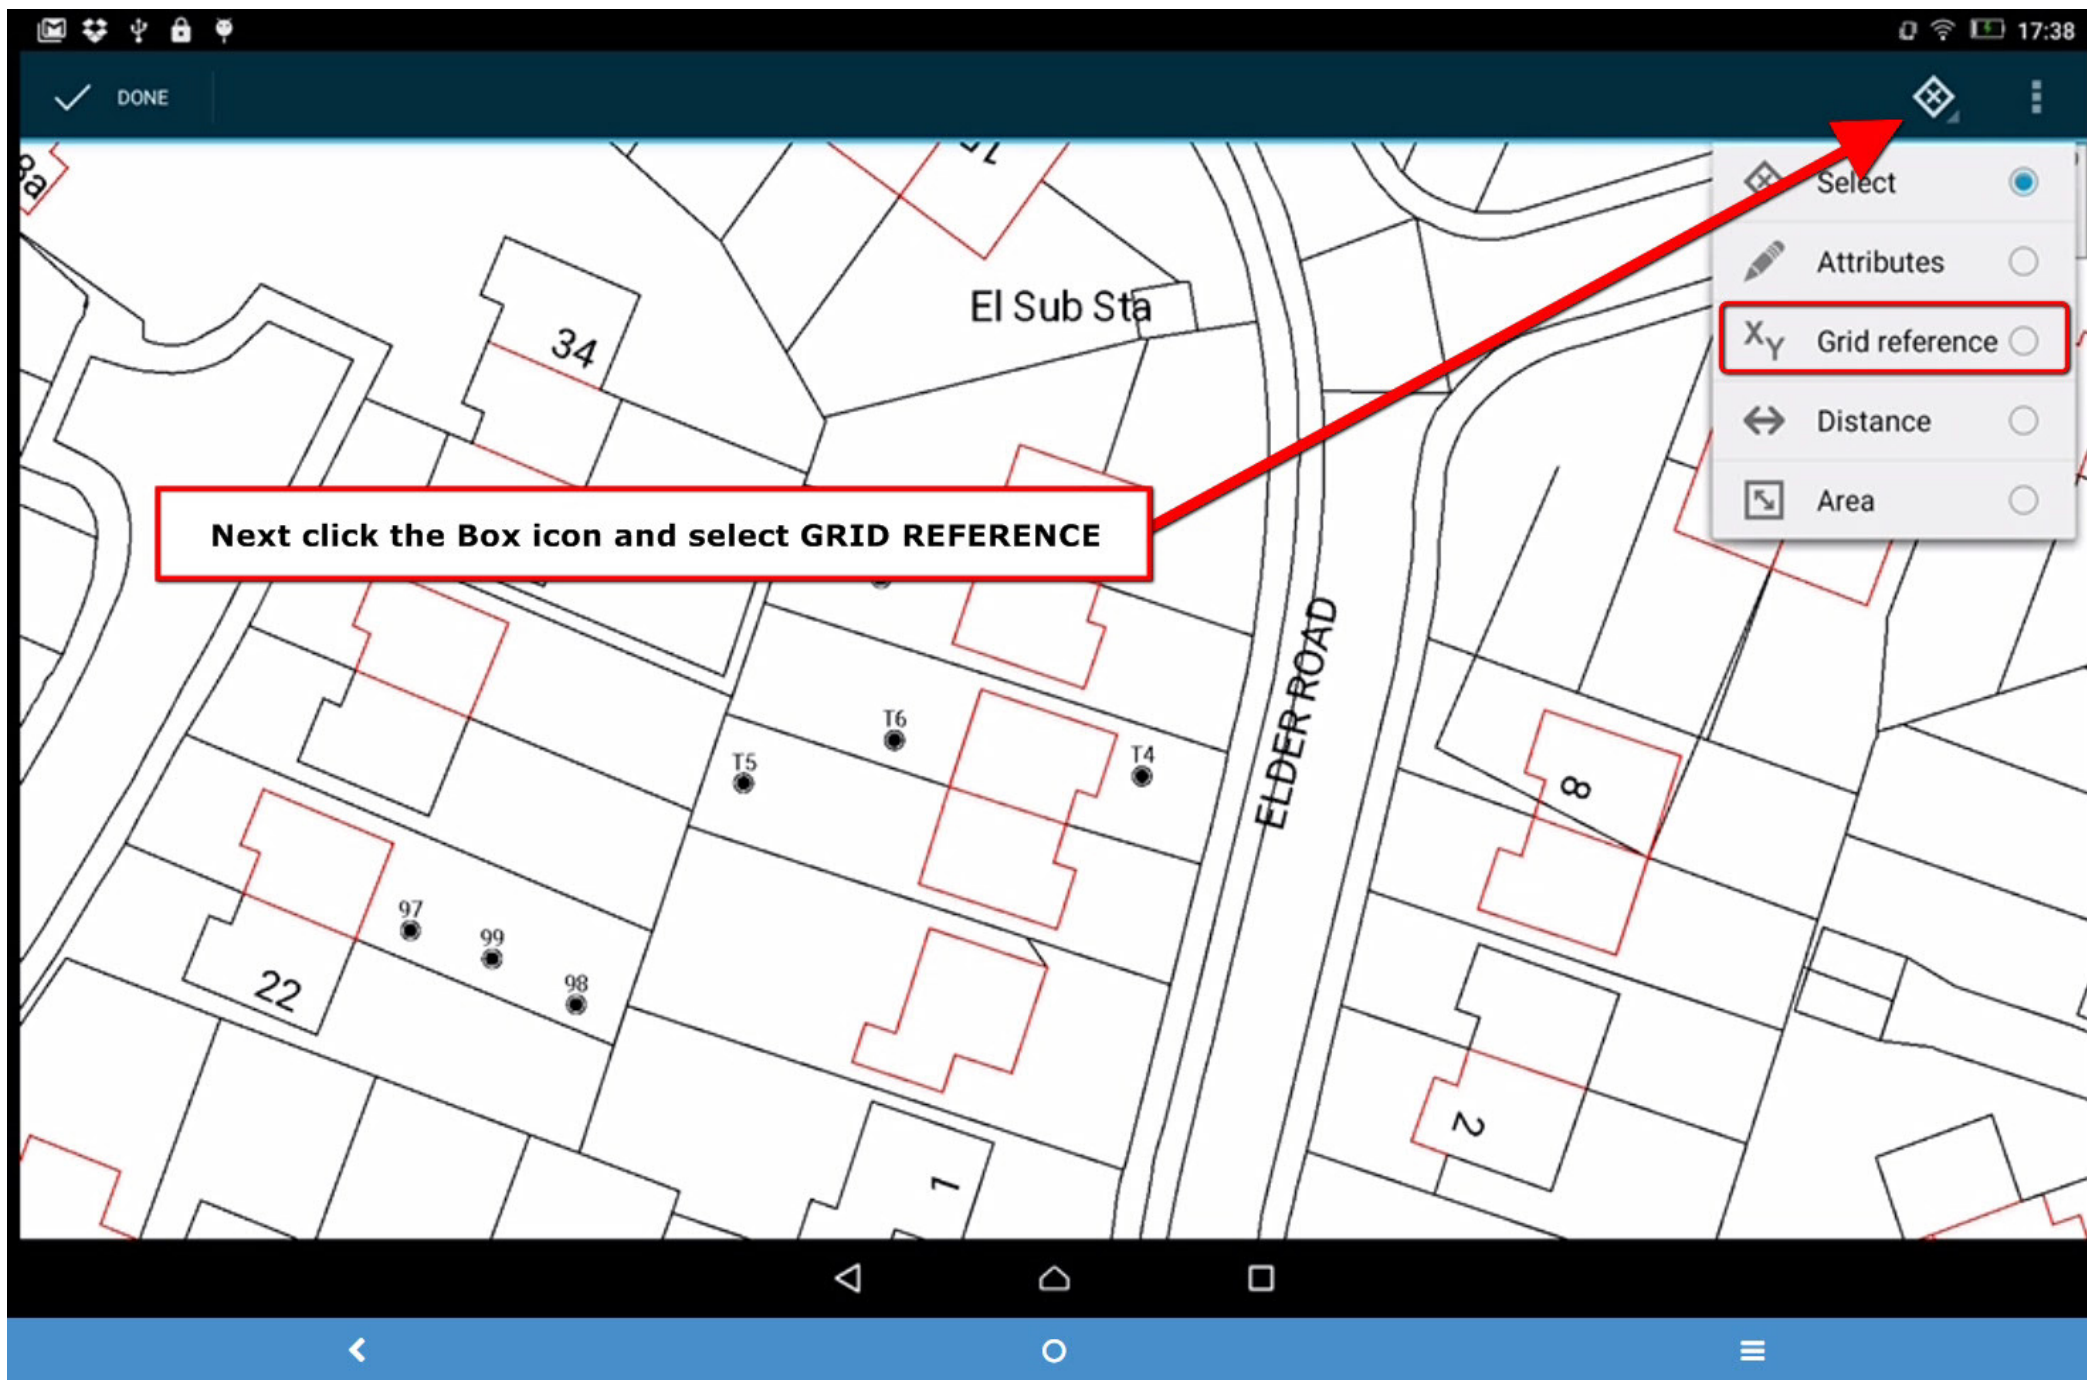 17:38
DONE
8a
Select
Attributes
Grid reference
Distance
Area
El Sub Sta
34
Next click the Box icon and select GRID REFERENCE
ELDER ROAD
T6
T5
T4
8
97
99
98
22
2
1